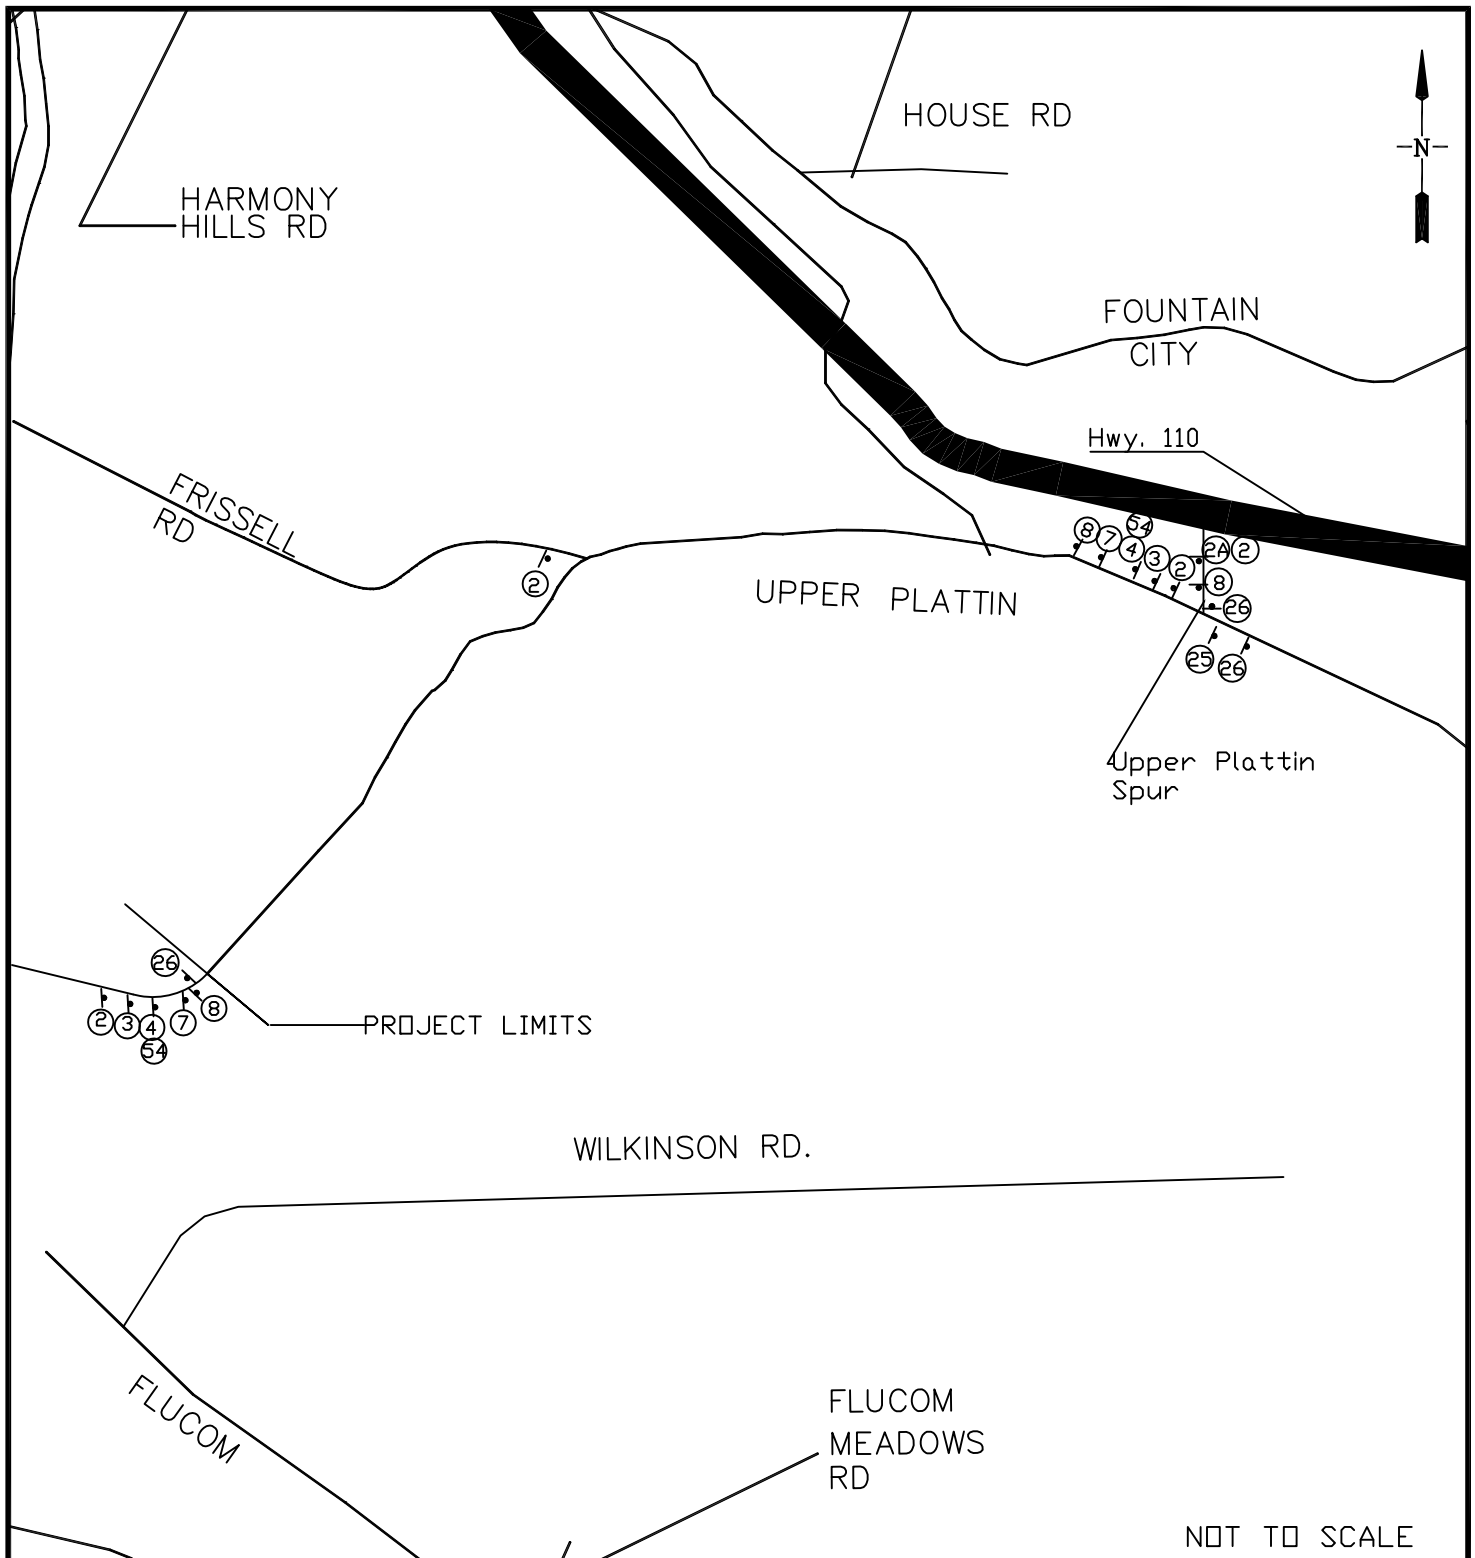 HOUSE RD
N
HARMONY
HILLS RD
FOUNTAIN
CITY
Hwy. 110
FRISSELL
RD
54
8
7
4
3
2
2A
2
8
26
25
26
2
UPPER PLATTIN
Upper Plattin
Spur
26
8
2
3
4
7
54
PROJECT LIMITS
WILKINSON RD.
FLUCOM
FLUCOM
MEADOWS
RD
NOT TO SCALE